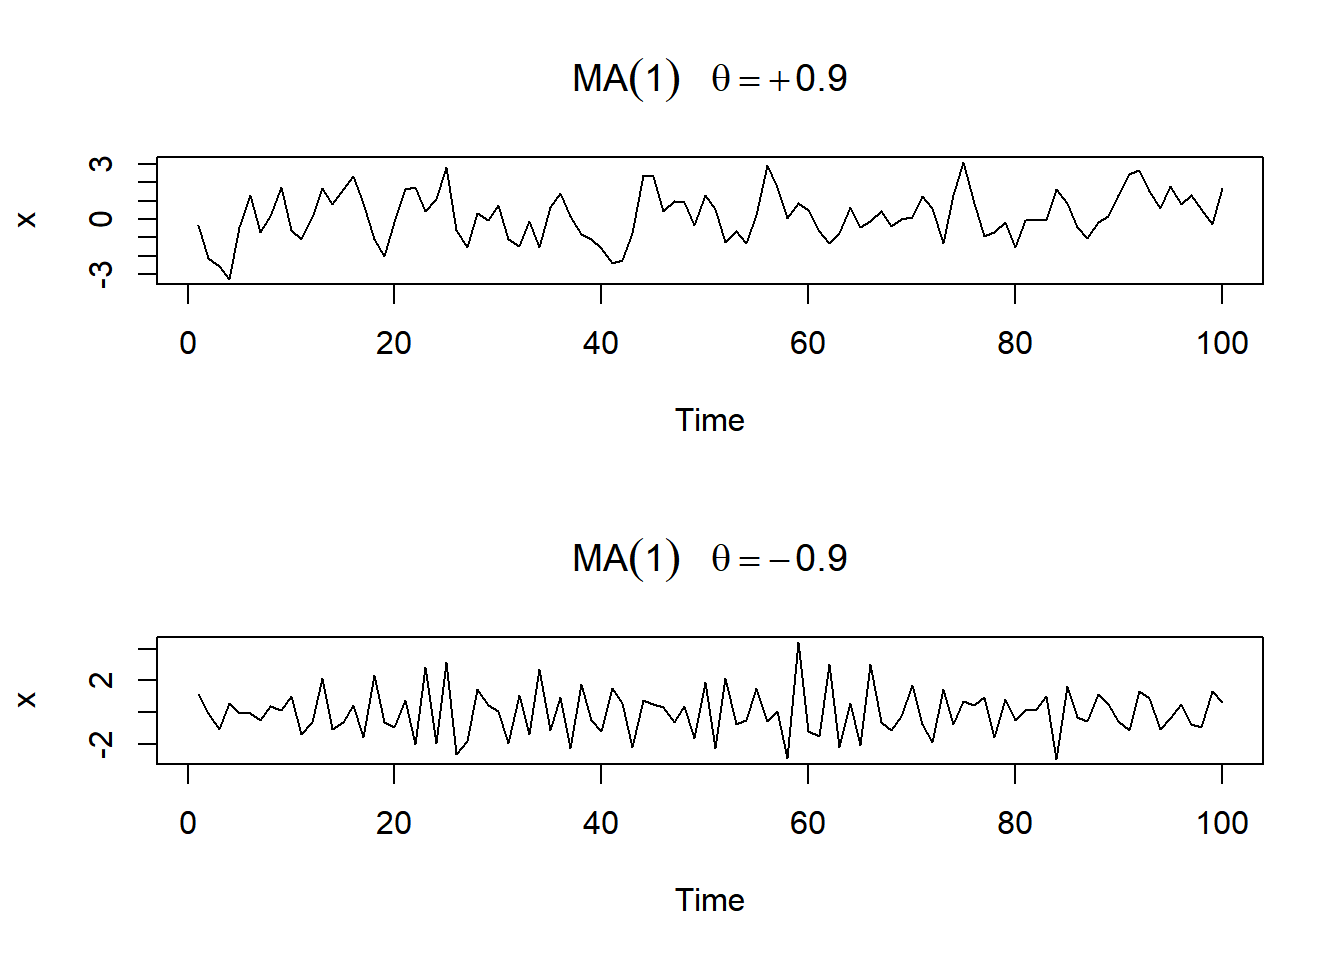 MA(1) θ = +0.9
x
3
0
-3
0 20 40 60 80 100
Time
MA(1) θ = −0.9
x
2
-2
0 20 40 60 80 100
Time